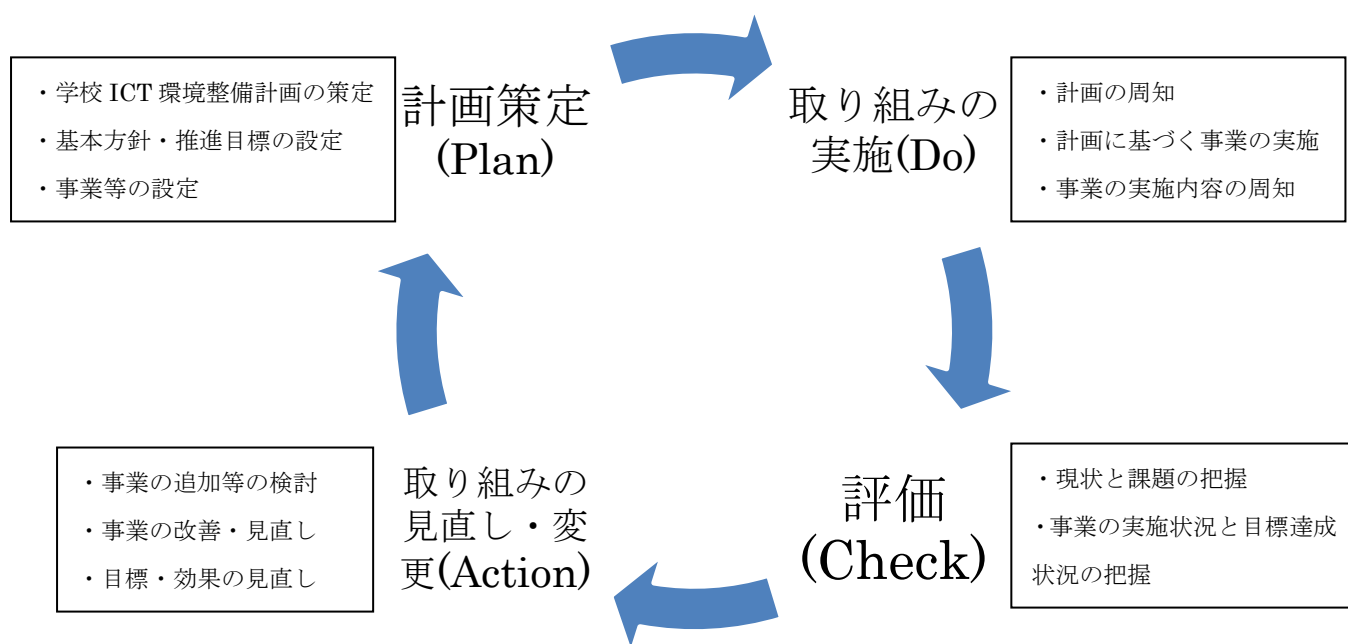 ・学校 ICT 環境整備計画の策定
・基本方針・推進目標の設定
・事業等の設定
計画策定
(Plan)
取り組みの
実施(Do)
・計画の周知
・計画に基づく事業の実施
・事業の実施内容の周知
・事業の追加等の検討
・事業の改善・見直し
・目標・効果の見直し
取り組みの
見直し・変
更(Action)
評価
(Check)
・現状と課題の把握
・事業の実施状況と目標達成
状況の把握